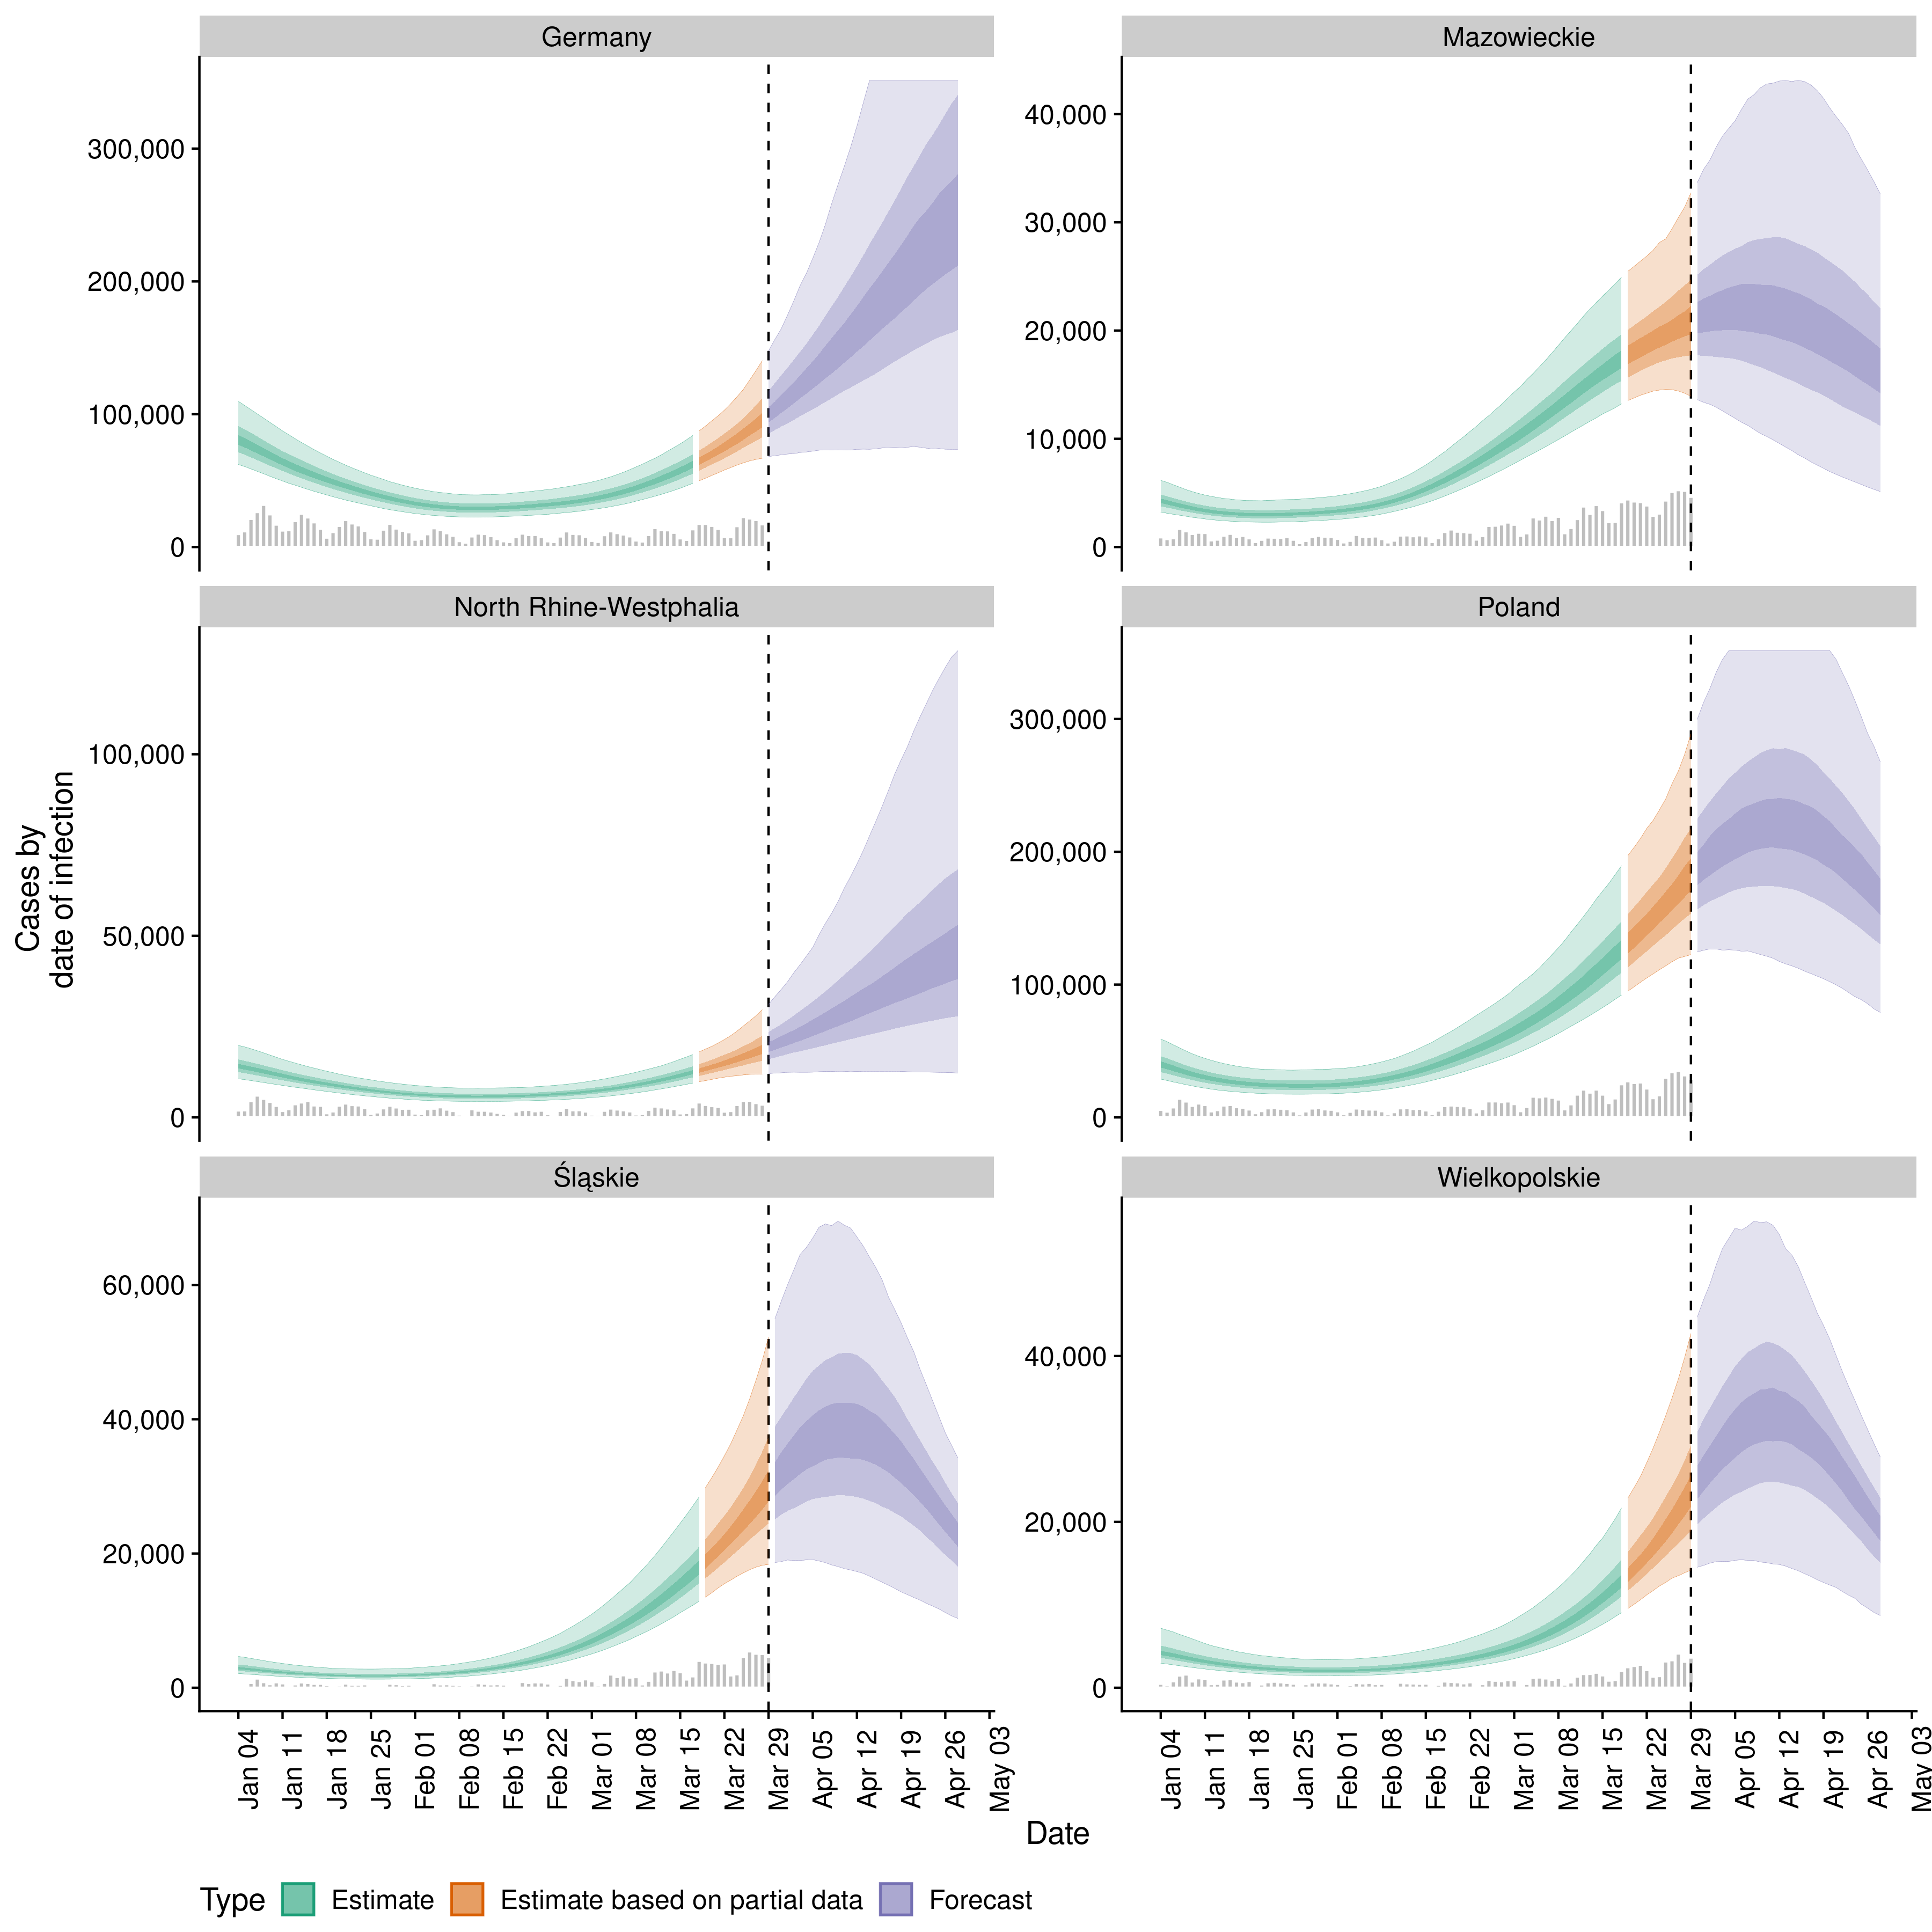 Germany
Mazowieckie
300,000
200,000
100,000
0
40,000
30,000
20,000
10,000
0
North Rhine-Westphalia
Poland
100,000
50,000
0
300,000
200,000
100,000
0
Śląskie
Wielkopolskie
60,000
40,000
20,000
0
40,000
20,000
0
Cases by
date of infection
Jan 04
Jan 11
Jan 18
Jan 25
Feb 01
Feb 08
Feb 15
Feb 22
Mar 01
Mar 08
Mar 15
Mar 22
Mar 29
Apr 05
Apr 12
Apr 19
Apr 26
May 03
Jan 04
Jan 11
Jan 18
Jan 25
Feb 01
Feb 08
Feb 15
Feb 22
Mar 01
Mar 08
Mar 15
Mar 22
Mar 29
Apr 05
Apr 12
Apr 19
Apr 26
May 03
Date
Type Estimate Estimate based on partial data Forecast